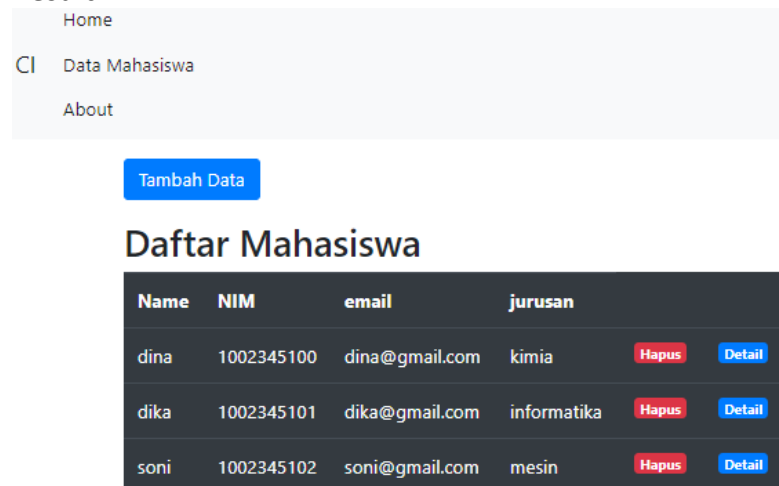 Home
CI Data Mahasiswa
About
Tambah Data
Daftar Mahasiswa
Name NIM email jurusan
dina 1002345100 dina@gmail.com kimia Hapus Detail
dika 1002345101 dika@gmail.com informatika Hapus Detail
soni 1002345102 soni@gmail.com mesin Hapus Detail